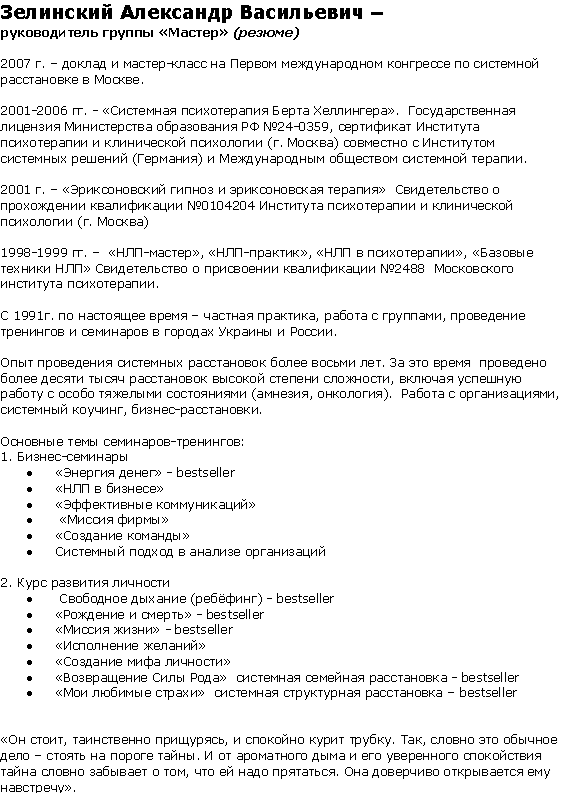 Зелинский Александр Васильевич –
руководитель группы «Мастер» (резюме)
2007 г. – доклад и мастер-класс на Первом международном конгрессе по системной
расстановке в Москве.
2001-2006 гг. – «Системная психотерапия Берта Хеллингера». Государственная
лицензия Министерства образования РФ №24-0359, сертификат Института
психотерапии и клинической психологии (г. Москва) совместно с Институтом
системных решений (Германия) и Международным обществом системной терапии.
2001 г. – «Эриксоновский гипноз и эриксоновская терапия» Свидетельство о
прохождении квалификации №0104204 Института психотерапии и клинической
психологии (г. Москва)
1998-1999 гг. – «НЛП-мастер», «НЛП-практик», «НЛП в психотерапии», «Базовые
техники НЛП» Свидетельство о присвоении квалификации №2488 Московского
института психотерапии.
С 1991г. по настоящее время – частная практика, работа с группами, проведение
тренингов и семинаров в городах Украины и России.
Опыт проведения системных расстановок более восьми лет. За это время проведено
более десяти тысяч расстановок высокой степени сложности, включая успешную
работу с особо тяжелыми состояниями (амнезия, онкология). Работа с организациями,
системный коучинг, бизнес-расстановки.
Основные темы семинаров-тренингов:
1. Бизнес-семинары
• «Энергия денег» - bestseller
• «НЛП в бизнесе»
• «Эффективные коммуникаций»
• «Миссия фирмы»
• «Создание команды»
• Системный подход в анализе организаций
2. Курс развития личности
• Свободное дыхание (ребёфинг) - bestseller
• «Рождение и смерть» - bestseller
• «Миссия жизни» - bestseller
• «Исполнение желаний»
• «Создание мифа личности»
• «Возвращение Силы Рода» системная семейная расстановка – bestseller
• «Мои любимые страхи» системная структурная расстановка – bestseller
«Он стоит, таинственно прищурясь, и спокойно курит трубку. Так, словно это обычное
дело – стоять на пороге тайны. И от ароматного дыма и его уверенного спокойствия
тайна словно забывает о том, что ей надо прятаться. Она доверчиво открывается ему
навстречу».